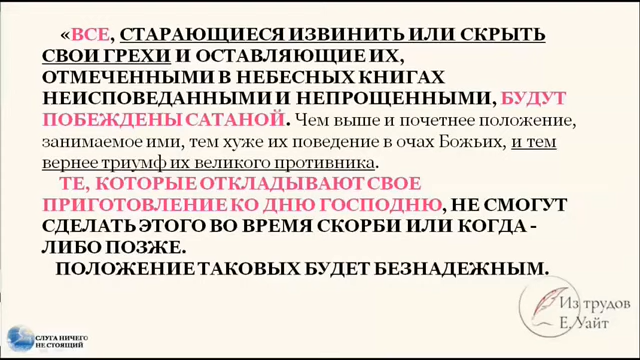 «ВСЕ, СТАРАЮЩИЕСЯ ИЗВИНИТЬ ИЛИ СКРЫТЬ
СВОИ ГРЕХИ И ОСТАВЛЯЮЩИЕ ИХ,
ОТМЕЧЕННЫМИ В НЕБЕСНЫХ КНИГАХ
НЕИСПОВЕДАННЫМИ И НЕПРОЩЕННЫМИ, БУДУТ
ПОБЕЖДЕНЫ САТАНОЙ. Чем выше и почетнее положение,
занимаемое ими, тем хуже их поведение в очах Божьих, и тем
вернее триумф их великого противника.
ТЕ, КОТОРЫЕ ОТКЛАДЫВАЮТ СВОЕ
ПРИГОТОВЛЕНИЕ КО ДНЮ ГОСПОДНЮ, НЕ СМОГУТ
СДЕЛАТЬ ЭТОГО ВО ВРЕМЯ СКОРБИ ИЛИ КОГДА -
ЛИБО ПОЗЖЕ.
ПОЛОЖЕНИЕ ТАКОВЫХ БУДЕТ БЕЗНАДЕЖНЫМ.
Из трудов
Е. Уайт
СЛУГА НИЧЕГО
НЕ СТОЯЩИЙ